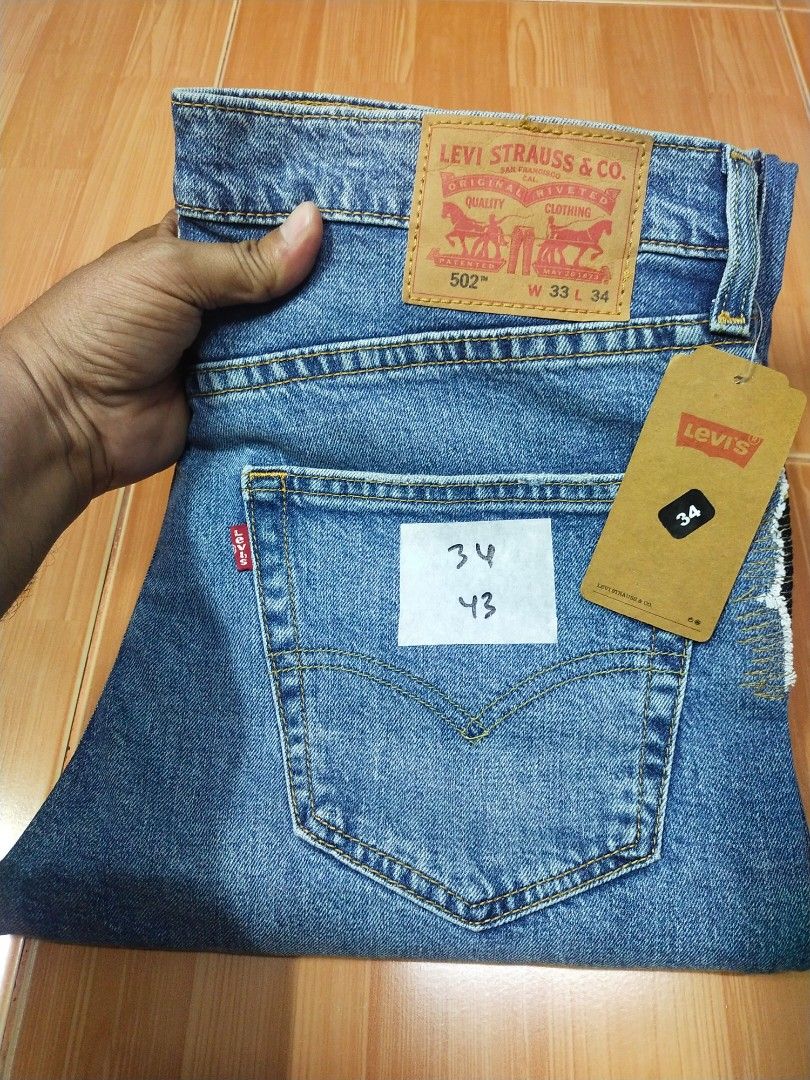 LEVI STRAUSS & CO.
SAN FRANCISCO
CAL.
ORIGINAL RIVETED
QUALITY CLOTHING
PATENTED MAY 20 1873
502™ W 33 L 34
Levi's®
34
LEVI STRAUSS & CO.
LEVI'S
34
43